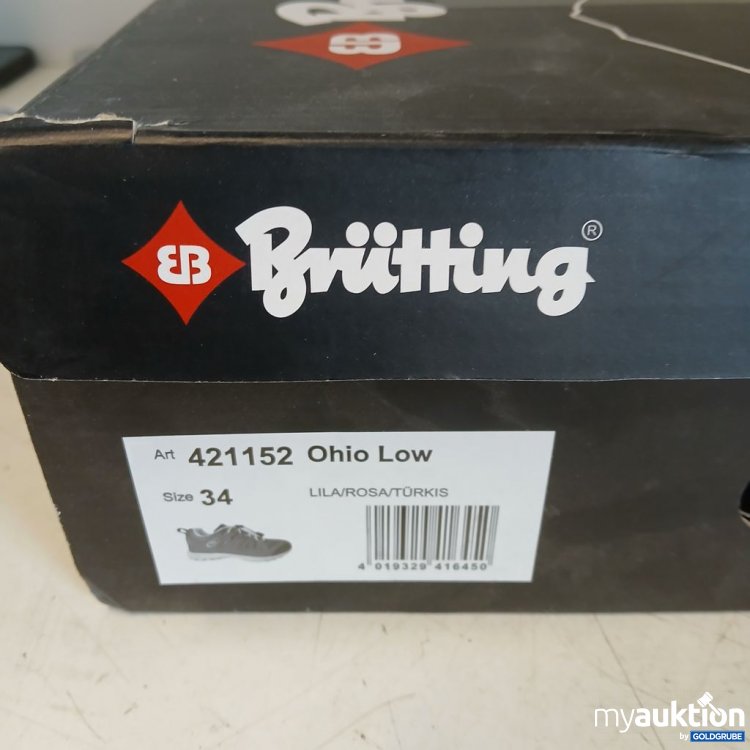 EB Brütting®
Art 421152 Ohio Low
Size 34 LILA/ROSA/TÜRKIS
4 019329 416450
myauktion
by GOLDGRUBE